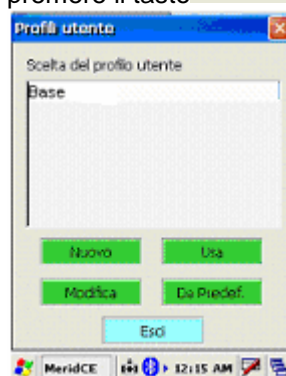 premere il tasto
Profili utente
Scelta del profilo utente
Base
Nuovo Usa
Modifica Da Predef.
Esci
MeridCE 12:15 AM